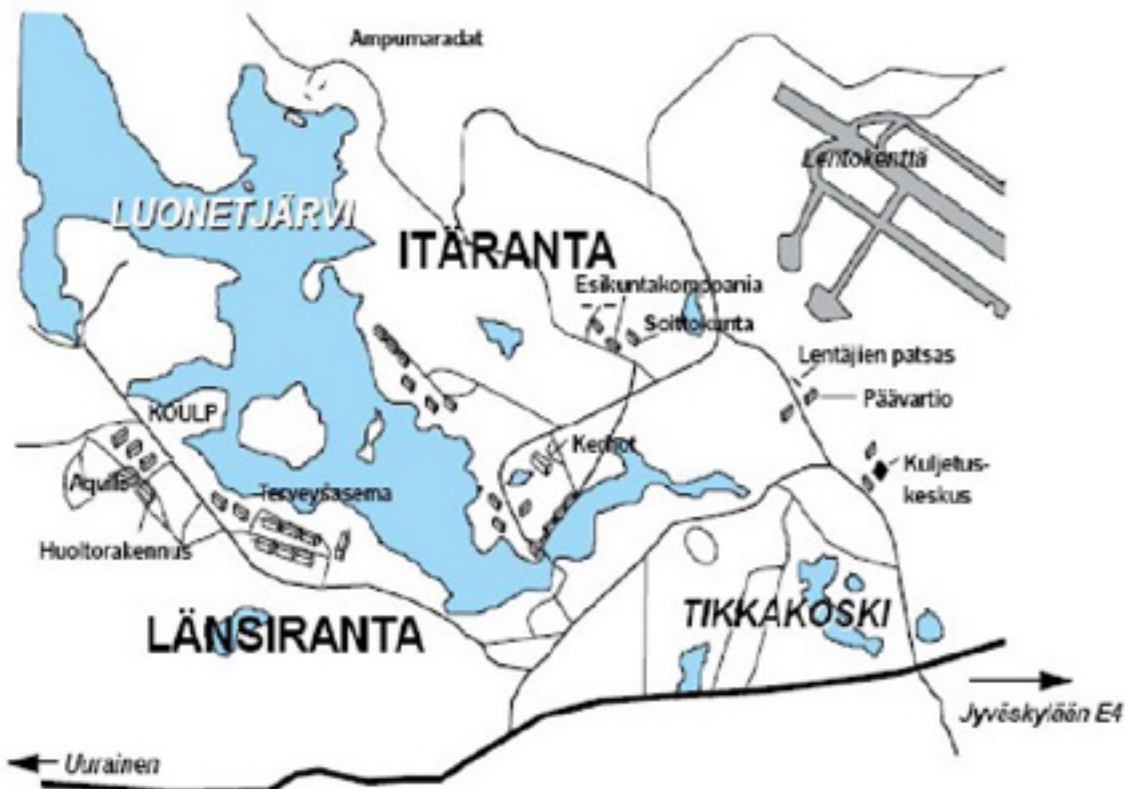 Ampumaradat
Lentokenttä
LUONETJÄRVI
ITÄRANTA
Esikuntakomppania
Soittokunta
Lentäjien patsas
Päävartio
KOULP
Kerhot
Kuljetus-
keskus
Aquila
Terveysasema
Huoltorakennus
TIKKAKOSKI
LÄNSIRANTA
Jyväskylään E4
Uurainen